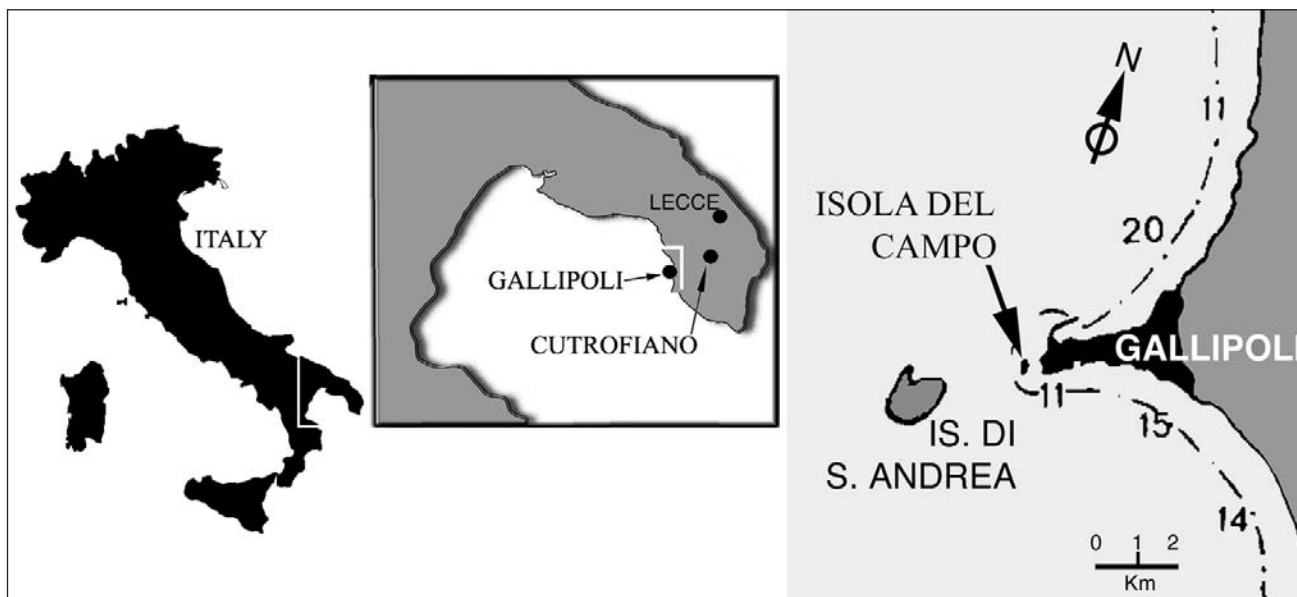 ITALY
LECCE
GALLIPOLI
CUTROFIANO
N
11
ISOLA DEL
CAMPO
20
GALLIPOLI
11
15
IS. DI
S. ANDREA
14
0 1 2
Km